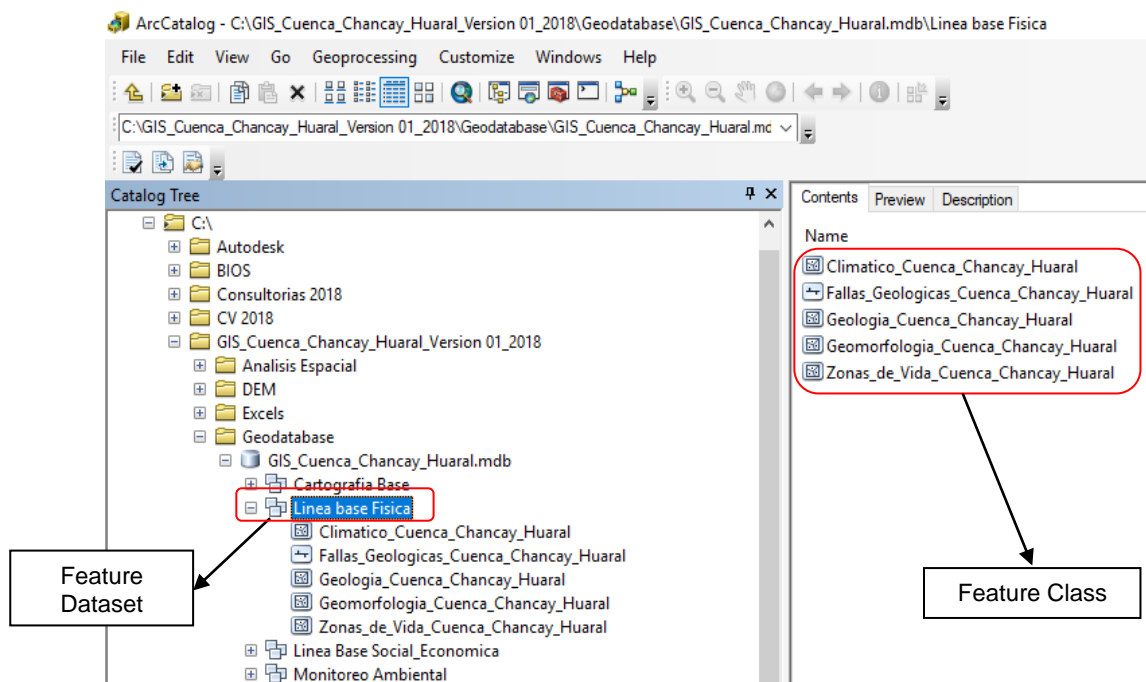 ArcCatalog - C:\GIS_Cuenca_Chancay_Huaral_Version 01_2018\Geodatabase\GIS_Cuenca_Chancay_Huaral.mdb\Linea base Fisica
File Edit View Go Geoprocessing Customize Windows Help
C:\GIS_Cuenca_Chancay_Huaral_Version 01_2018\Geodatabase\GIS_Cuenca_Chancay_Huaral.mc
Catalog Tree
C:\
Autodesk
BIOS
Consultorias 2018
CV 2018
GIS_Cuenca_Chancay_Huaral_Version 01_2018
Analisis Espacial
DEM
Excels
Geodatabase
GIS_Cuenca_Chancay_Huaral.mdb
Cartografia Base
Linea base Fisica
Climatico_Cuenca_Chancay_Huaral
Fallas_Geologicas_Cuenca_Chancay_Huaral
Geologia_Cuenca_Chancay_Huaral
Geomorfologia_Cuenca_Chancay_Huaral
Zonas_de_Vida_Cuenca_Chancay_Huaral
Linea Base Social_Economica
Monitoreo Ambiental
Contents Preview Description
Name
Climatico_Cuenca_Chancay_Huaral
Fallas_Geologicas_Cuenca_Chancay_Huaral
Geologia_Cuenca_Chancay_Huaral
Geomorfologia_Cuenca_Chancay_Huaral
Zonas_de_Vida_Cuenca_Chancay_Huaral
Feature
Dataset
Feature Class